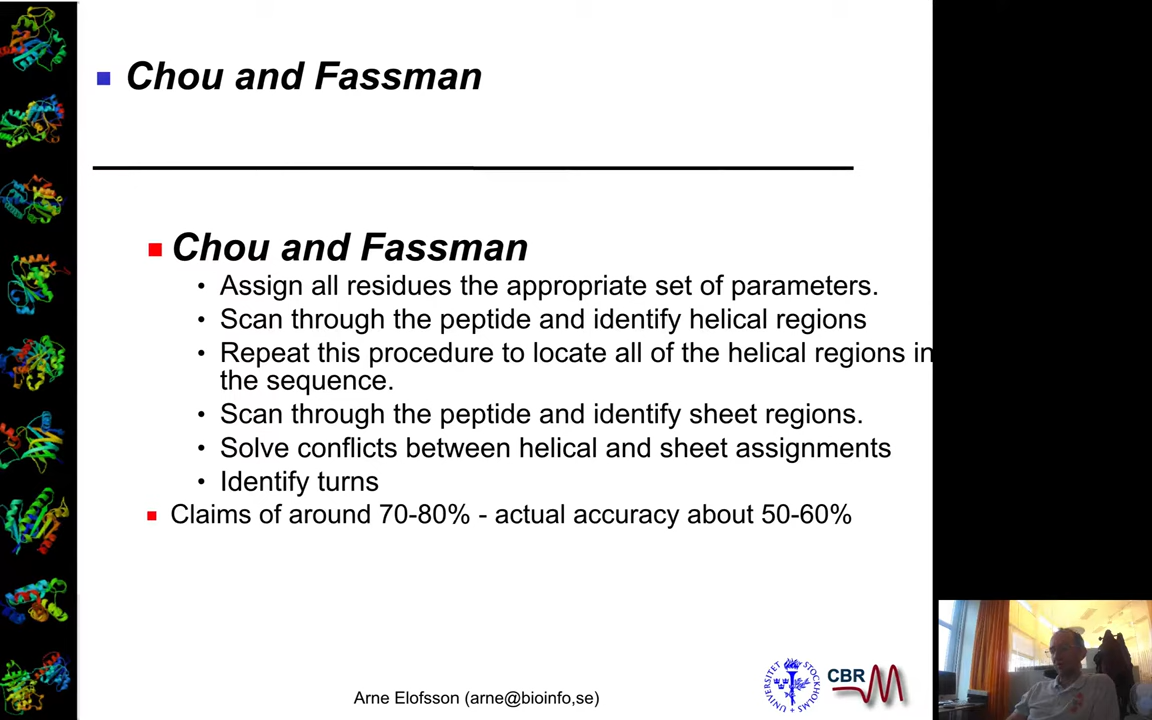 Chou and Fassman
Chou and Fassman
• Assign all residues the appropriate set of parameters.
• Scan through the peptide and identify helical regions
• Repeat this procedure to locate all of the helical regions in
the sequence.
• Scan through the peptide and identify sheet regions.
• Solve conflicts between helical and sheet assignments
• Identify turns
Claims of around 70-80% - actual accuracy about 50-60%
Arne Elofsson (arne@bioinfo,se)
STOCKHOLMS UNIVERSITET
CBR